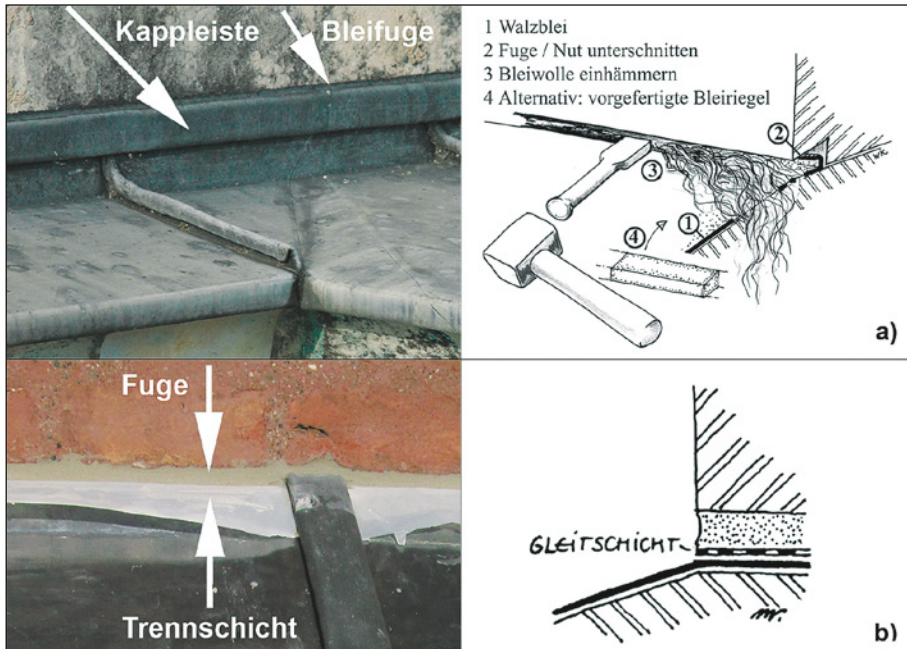 Kappleiste
Bleifuge
1 Walzblei
2 Fuge / Nut unterschnitten
3 Bleiwolle einhämmern
4 Alternativ: vorgefertigte Bleiriegel
2
3
1
4
a)
Fuge
Trennschicht
GLEITSCHICHT
b)